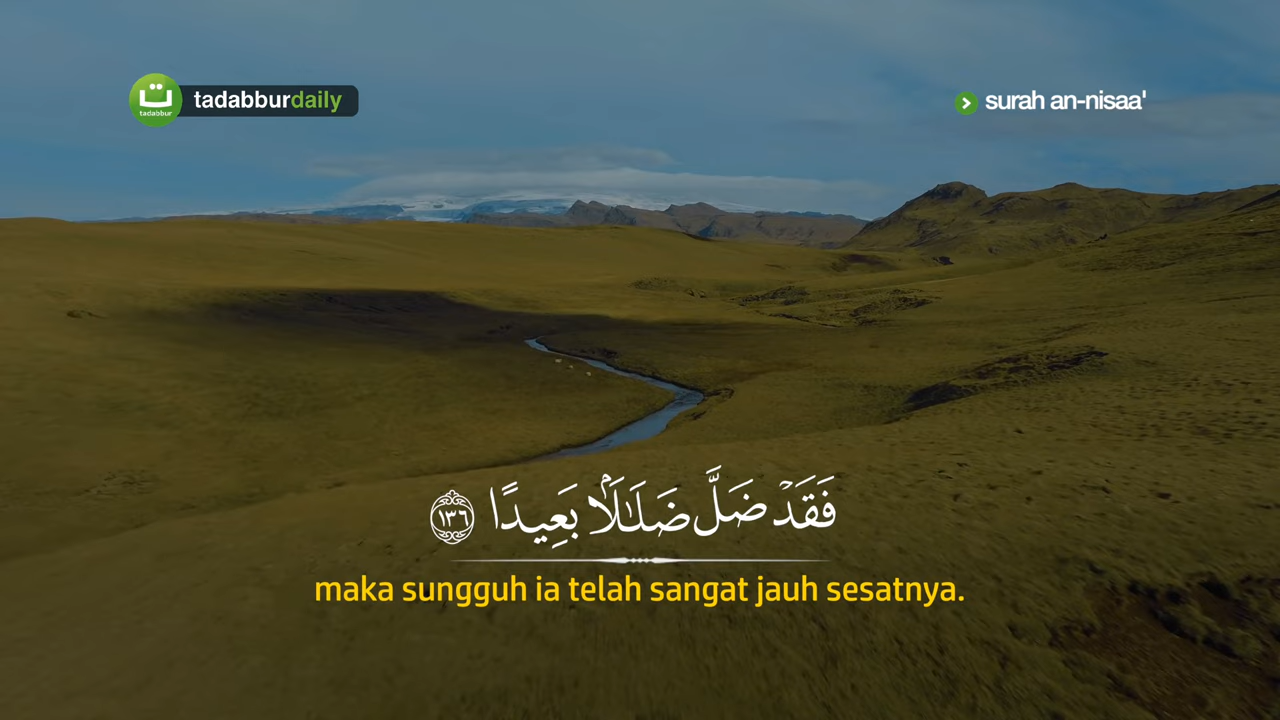 ت
tadabbur
tadabburdaily
surah an-nisaa'
فَقَدْ ضَلَّ ضَلَـٰلًۢا بَعِيدًا ١٣٦
maka sungguh ia telah sangat jauh sesatnya.